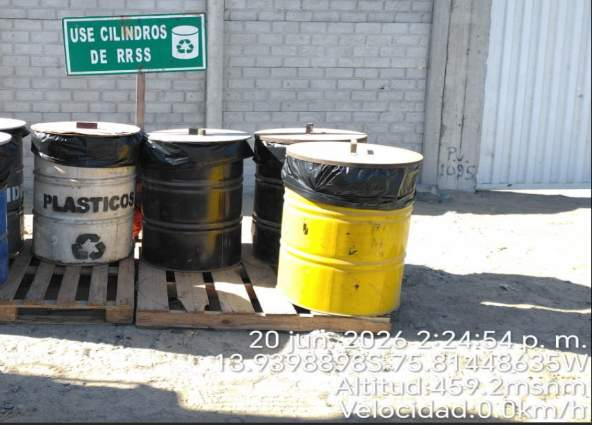 USE CILINDROS
DE RRSS
PLASTICOS
P.V.
1095
20 jun. 2026 2:24:54 p. m.
13.9398898S 75.81448635W
Altitud:459.2msnm
Velocidad:0.0km/h